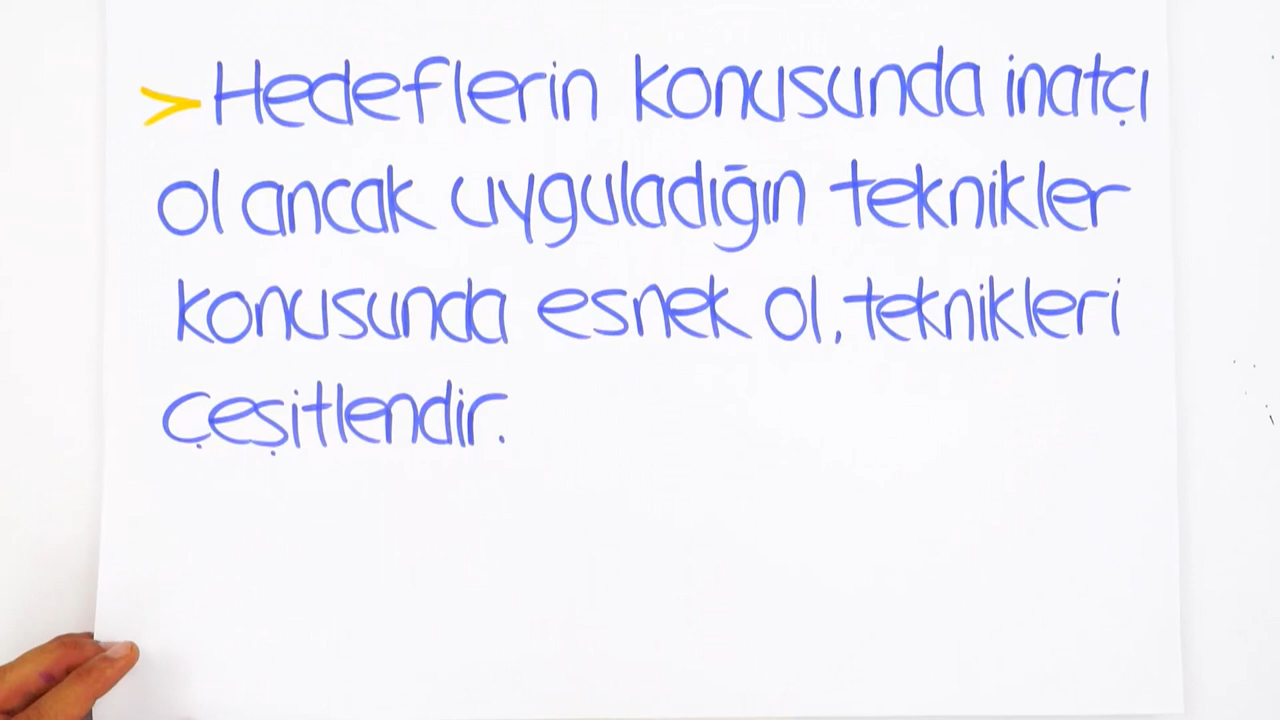 > Hedeflerin konusunda inatçı
ol ancak uyguladığın teknikler
konusunda esnek ol, teknikleri
çeşitlendir.